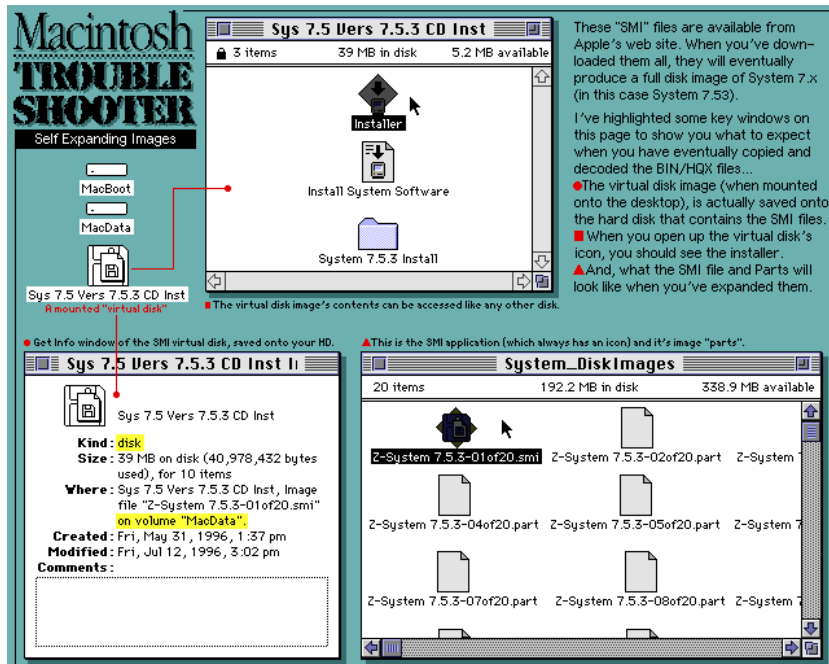 Macintosh
TROUBLE
SHOOTER
Self Expanding Images
MacBoot
MacData
Sys 7.5 Vers 7.5.3 CD Inst
A mounted "virtual disk"
Sys 7.5 Vers 7.5.3 CD Inst
3 items 39 MB in disk 5.2 MB available
Installer
Install System Software
System 7.5.3 Install
■ The virtual disk image's contents can be accessed like any other disk.
These "SMI" files are available from
Apple's web site. When you've down-
loaded them all, they will eventually
produce a full disk image of System 7.x
(in this case System 7.53).
I've highlighted some key windows on
this page to show you what to expect
when you have eventually copied and
decoded the BIN/HQX files...
●The virtual disk image (when mounted
onto the desktop), is actually saved onto
the hard disk that contains the SMI files.
■ When you open up the virtual disk's
icon, you should see the installer.
▲And, what the SMI file and Parts will
look like when you've expanded them.
● Get Info window of the SMI virtual disk, saved onto your HD.
Sys 7.5 Vers 7.5.3 CD Inst I
Sys 7.5 Vers 7.5.3 CD Inst
Kind: disk
Size: 39 MB on disk (40,978,432 bytes
used), for 10 items
Where: Sys 7.5 Vers 7.5.3 CD Inst, Image
file "Z-System 7.5.3-01of20.smi"
on volume "MacData".
Created: Fri, May 31, 1996, 1:37 pm
Modified: Fri, Jul 12, 1996, 3:02 pm
Comments:
▲This is the SMI application (which always has an icon) and it's image "parts".
System_DiskImages
20 items 192.2 MB in disk 338.9 MB available
Z-System 7.5.3-01of20.smi Z-System 7.5.3-02of20.part Z-System
Z-System 7.5.3-04of20.part Z-System 7.5.3-05of20.part Z-System 7
Z-System 7.5.3-07of20.part Z-System 7.5.3-08of20.part Z-System